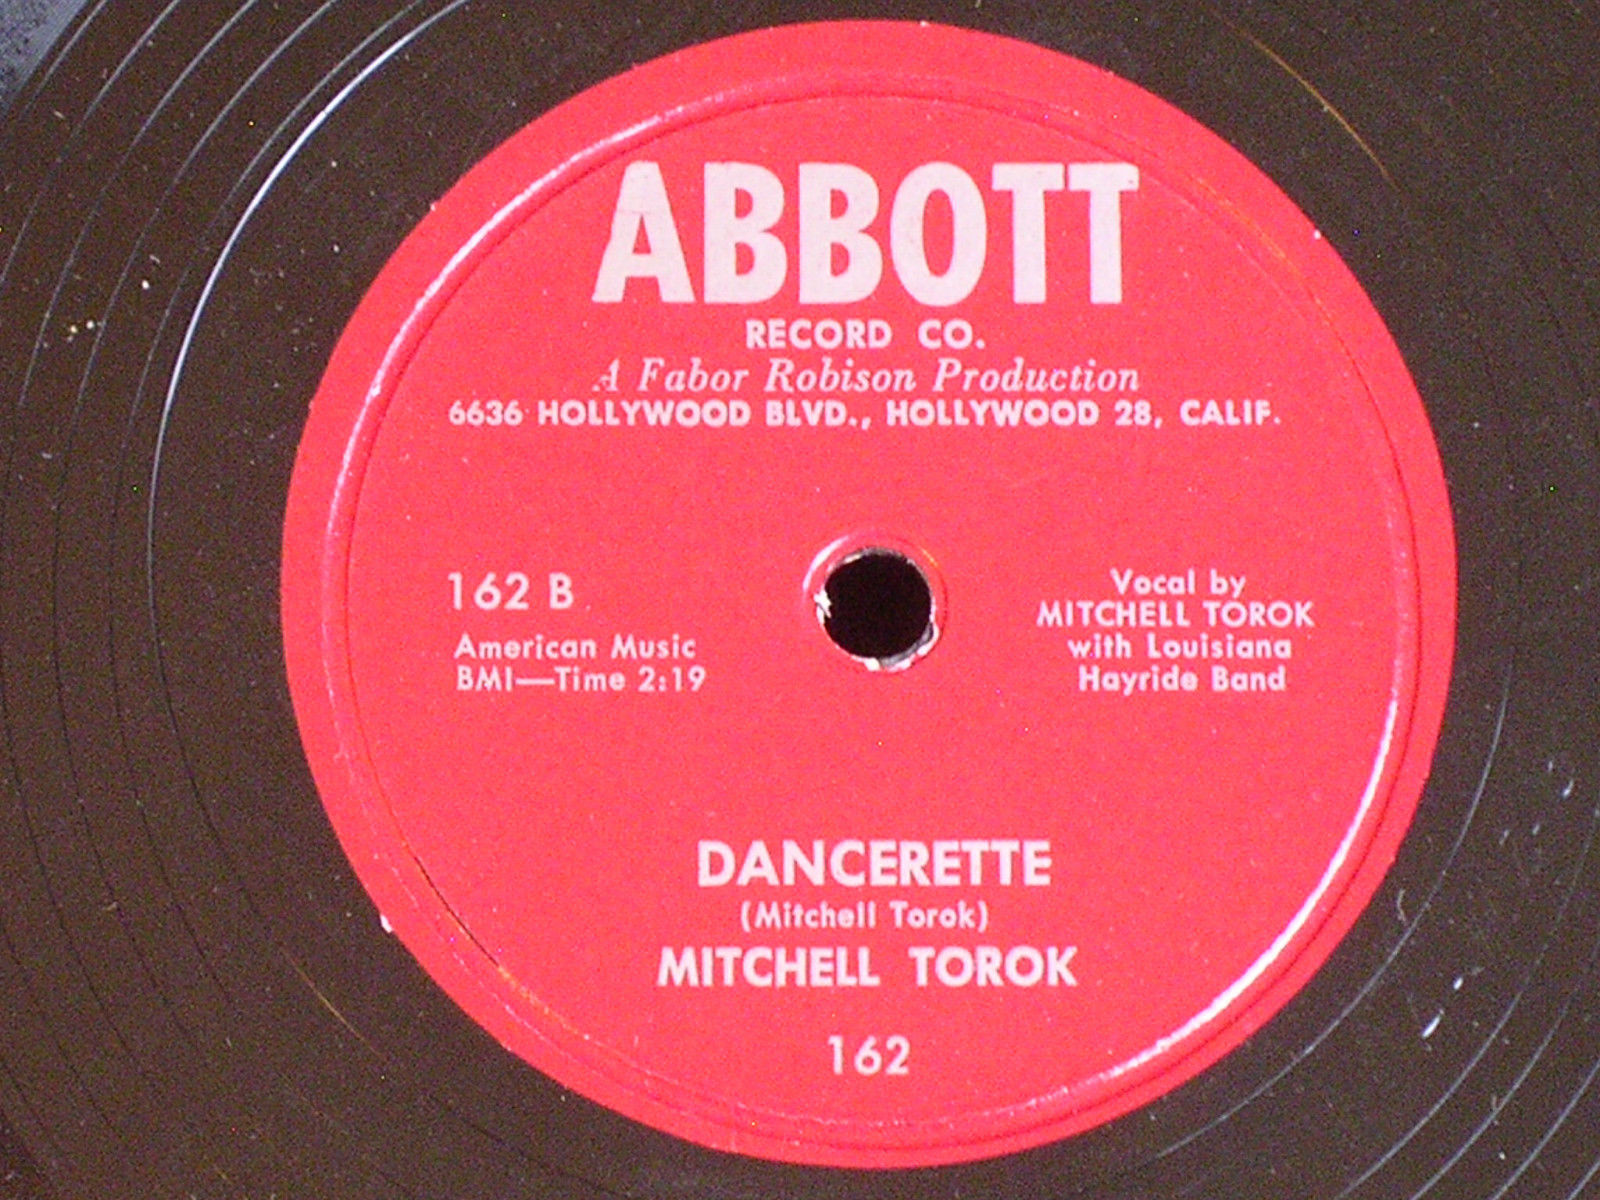 ABBOTT
RECORD CO.
A Fabor Robison Production
6636 HOLLYWOOD BLVD., HOLLYWOOD 28, CALIF.
162 B
American Music
BMI—Time 2:19
Vocal by
MITCHELL TOROK
with Louisiana
Hayride Band
DANCERETTE
(Mitchell Torok)
MITCHELL TOROK
162